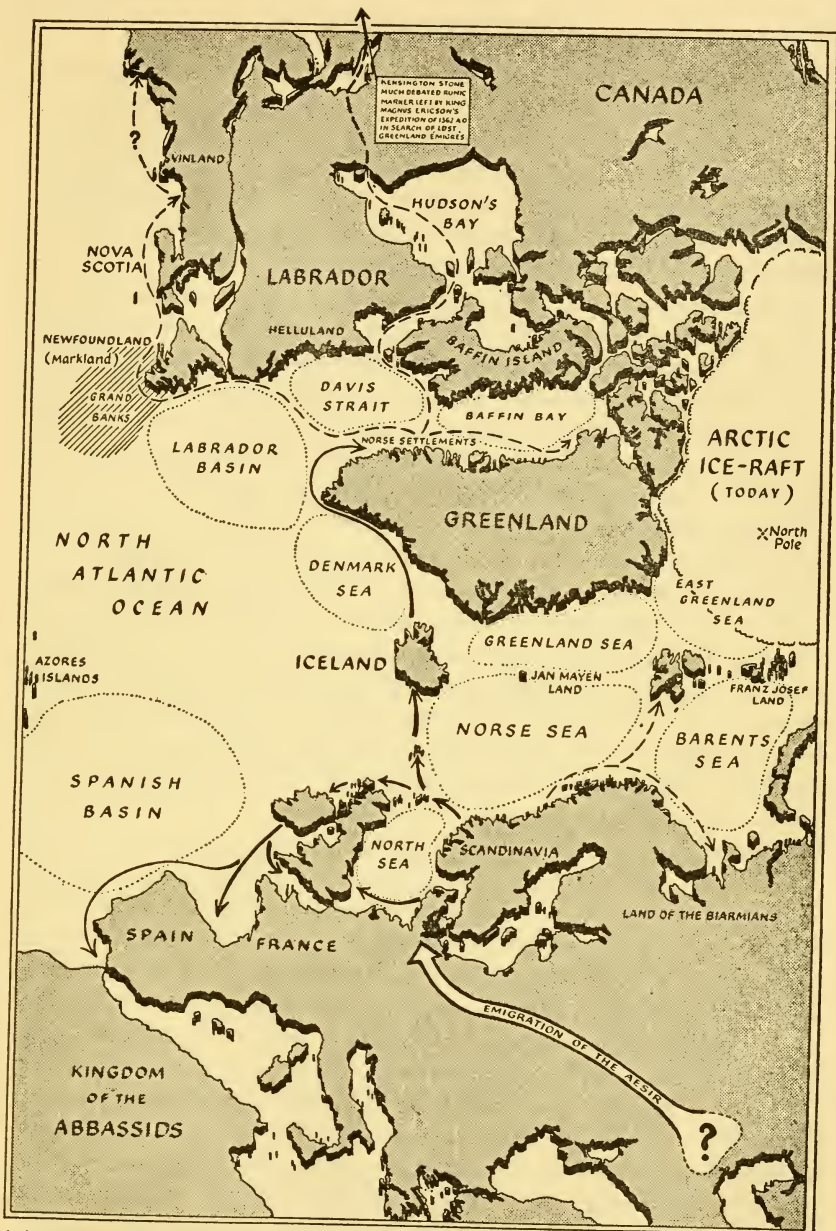 KENSINGTON STONE
MUCH DEBATED RUNIC
MARKER LEFT BY KING
MAGNUS ERICSON'S
EXPEDITION OF 1362 A.D
IN SEARCH OF LOST
GREENLAND EMIGRES
CANADA
?
VINLAND
HUDSON'S
BAY
NOVA
SCOTIA
LABRADOR
HELLULAND
NEWFOUNDLAND
(Markland)
BAFFIN ISLAND
GRAND
BANKS
DAVIS
STRAIT
BAFFIN BAY
LABRADOR
BASIN
NORSE SETTLEMENTS
ARCTIC
ICE-RAFT
(TODAY)
GREENLAND
North
Pole
NORTH
ATLANTIC
OCEAN
DENMARK
SEA
EAST
GREENLAND
SEA
GREENLAND SEA
ICELAND
AZORES
ISLANDS
JAN MAYEN
LAND
FRANZ JOSEF
LAND
NORSE SEA
BARENTS
SEA
SPANISH
BASIN
NORTH
SEA
SCANDINAVIA
LAND OF THE BIARMIANS
SPAIN
FRANCE
EMIGRATION OF THE AESIR
KINGDOM
OF THE
ABBASSIDS
?